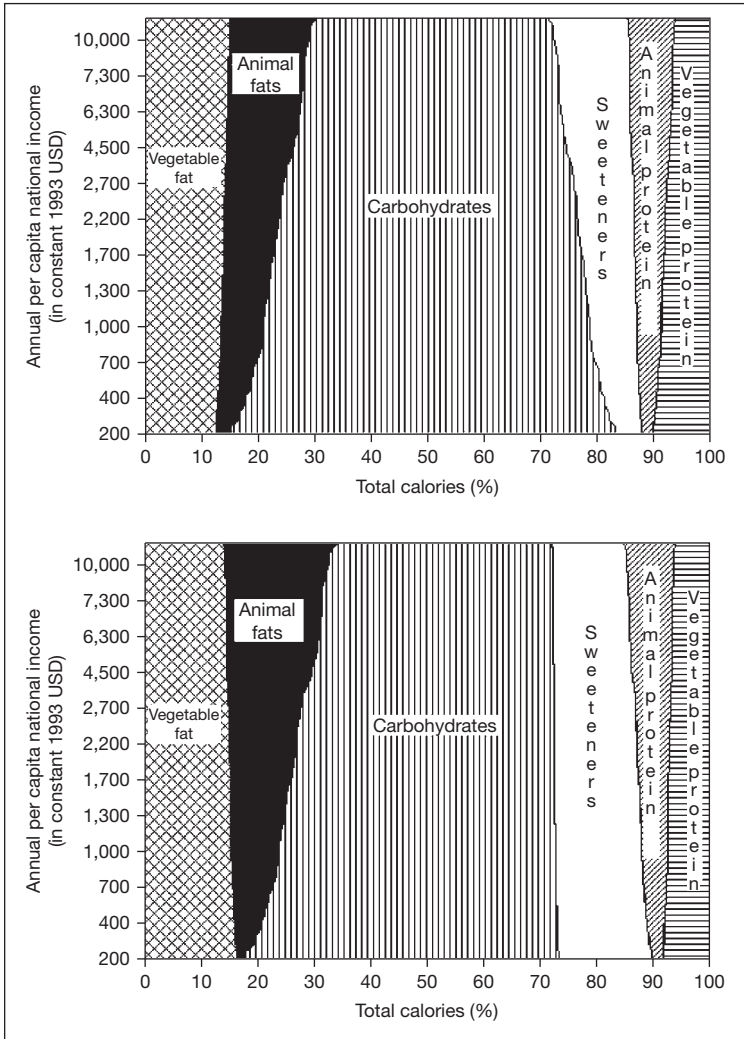 Annual per capita national income
(in constant 1993 USD)
10,000
7,300
6,300
4,500
2,700
2,200
1,700
1,300
1,000
700
400
200
Vegetable
fat
Animal
fats
Carbohydrates
Sweeteners
Animal protein
Vegetable protein
0 10 20 30 40 50 60 70 80 90 100
Total calories (%)
Annual per capita national income
(in constant 1993 USD)
10,000
7,300
6,300
4,500
2,700
2,200
1,700
1,300
1,000
700
400
200
Vegetable
fat
Animal
fats
Carbohydrates
Sweeteners
Animal protein
Vegetable protein
0 10 20 30 40 50 60 70 80 90 100
Total calories (%)